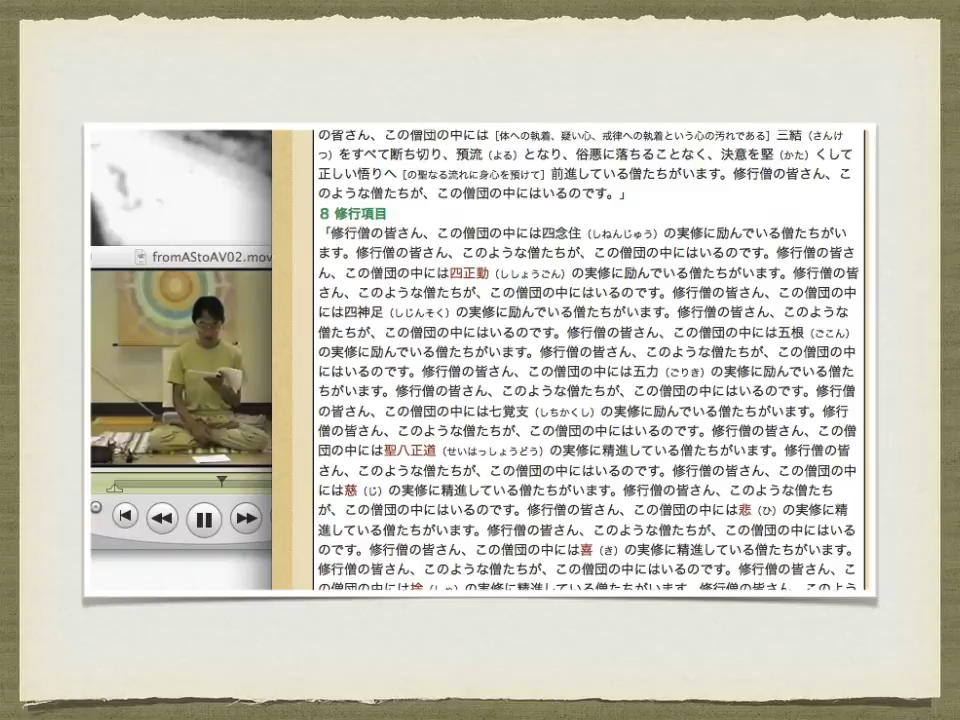 fromAStoAV02.mov
の皆さん、この僧団の中には［体への執着、疑い心、戒律への執着という心の汚れである］三結（さんけ
つ）をすべて断ち切り、預流（よる）となり、俗悪に落ちることなく、決意を堅（かた）くして
正しい悟りへ［の聖なる流れに身心を預けて］前進している僧たちがいます。修行僧の皆さん、こ
のような僧たちが、この僧団の中にはいるのです。」
8 修行項目
「修行僧の皆さん、この僧団の中には四念住（しねんじゅう）の実修に励んでいる僧たちがい
ます。修行僧の皆さん、このような僧たちが、この僧団の中にはいるのです。修行僧の皆さ
ん、この僧団の中には四正勤（ししょうごん）の実修に励んでいる僧たちがいます。修行僧の皆
さん、このような僧たちが、この僧団の中にはいるのです。修行僧の皆さん、この僧団の中
には四神足（しじんそく）の実修に励んでいる僧たちがいます。修行僧の皆さん、このような
僧たちが、この僧団の中にはいるのです。修行僧の皆さん、この僧団の中には五根（ごこん）
の実修に励んでいる僧たちがいます。修行僧の皆さん、このような僧たちが、この僧団の中
にはいるのです。修行僧の皆さん、この僧団の中には五力（ごりき）の実修に励んでいる僧た
ちがいます。修行僧の皆さん、このような僧たちが、この僧団の中にはいるのです。修行僧
の皆さん、この僧団の中には七覚支（しちかくし）の実修に励んでいる僧たちがいます。修行
僧の皆さん、このような僧たちが、この僧団の中にはいるのです。修行僧の皆さん、この僧
団の中には聖八正道（せいはっしょうどう）の実修に精進している僧たちがいます。修行僧の皆
さん、このような僧たちが、この僧団の中にはいるのです。修行僧の皆さん、この僧団の中
には慈（じ）の実修に精進している僧たちがいます。修行僧の皆さん、このような僧たち
が、この僧団の中にはいるのです。修行僧の皆さん、この僧団の中には悲（ひ）の実修に精
進している僧たちがいます。修行僧の皆さん、このような僧たちが、この僧団の中にはいる
のです。修行僧の皆さん、この僧団の中には喜（き）の実修に精進している僧たちがいます。
修行僧の皆さん、このような僧たちが、この僧団の中にはいるのです。修行僧の皆さん、こ
の僧団の中には捨（しゃ）の実修に精進している僧たちがいます。修行僧の皆さん、このよう